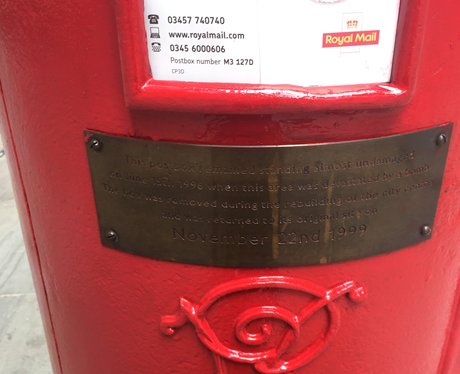 03457 740740
www.royalmail.com
0345 6000606
Postbox number M3 127D
CP3D
Royal Mail
This postbox remained standing almost undamaged
on June 15th 1996 when this area was devastated by a bomb.
The box was removed during the rebuilding of the city centre
and was returned to its original site on
November 22nd 1999